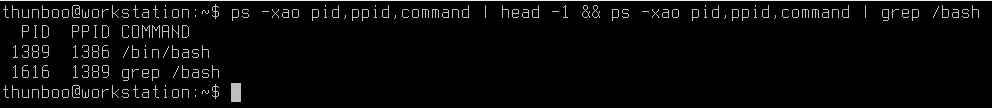 thunboo@workstation:~$ ps -xao pid,ppid,command | head -1 && ps -xao pid,ppid,command | grep /bash
PID PPID COMMAND
1389 1386 /bin/bash
1616 1389 grep /bash
thunboo@workstation:~$